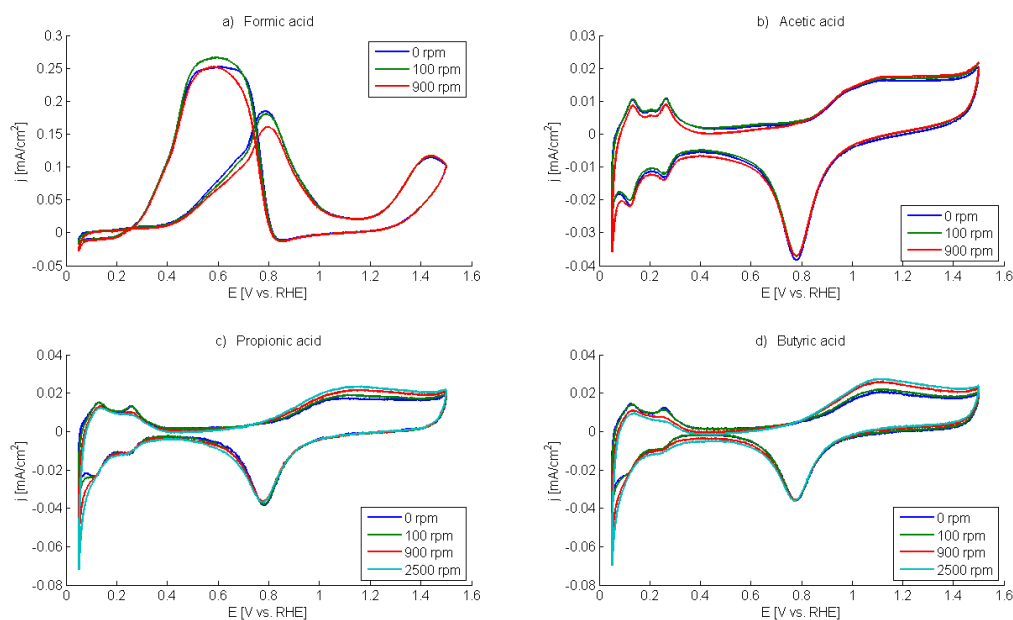 a) Formic acid
0.3
0.25
0.2
0.15
0.1
0.05
0
-0.05
j [mA/cm²]
0 0.2 0.4 0.6 0.8 1 1.2 1.4 1.6
E [V vs. RHE]
0 rpm
100 rpm
900 rpm
b) Acetic acid
0.03
0.02
0.01
0
-0.01
-0.02
-0.03
-0.04
j [mA/cm²]
0 0.2 0.4 0.6 0.8 1 1.2 1.4 1.6
E [V vs. RHE]
0 rpm
100 rpm
900 rpm
c) Propionic acid
0.04
0.02
0
-0.02
-0.04
-0.06
-0.08
j [mA/cm²]
0 0.2 0.4 0.6 0.8 1 1.2 1.4 1.6
E [V vs. RHE]
0 rpm
100 rpm
900 rpm
2500 rpm
d) Butyric acid
0.04
0.02
0
-0.02
-0.04
-0.06
-0.08
j [mA/cm²]
0 0.2 0.4 0.6 0.8 1 1.2 1.4 1.6
E [V vs. RHE]
0 rpm
100 rpm
900 rpm
2500 rpm